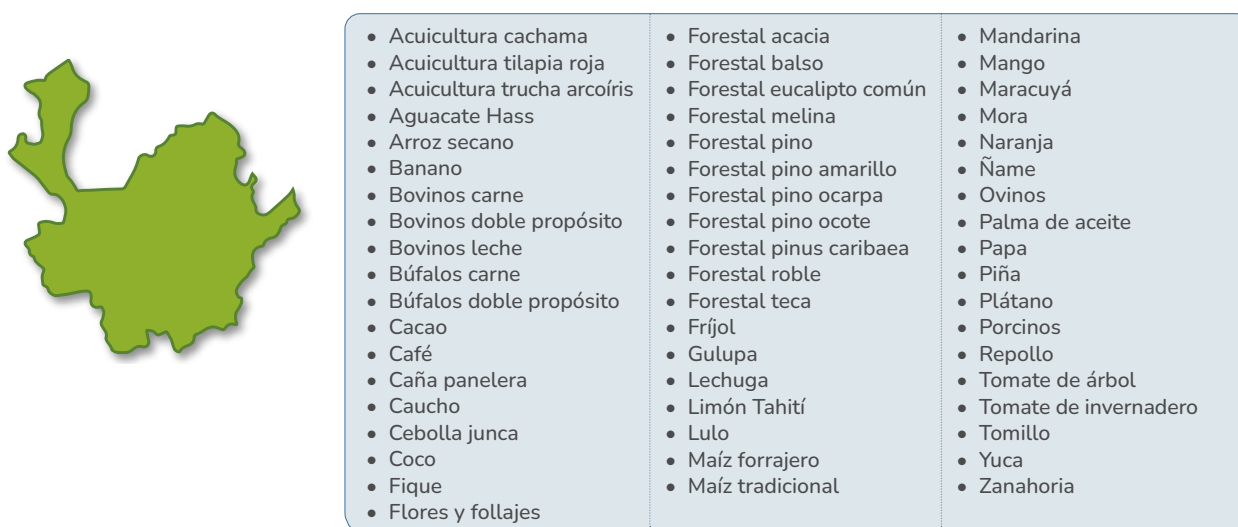 • Acuicultura cachama
• Acuicultura tilapia roja
• Acuicultura trucha arcoíris
• Aguacate Hass
• Arroz secano
• Banano
• Bovinos carne
• Bovinos doble propósito
• Bovinos leche
• Búfalos carne
• Búfalos doble propósito
• Cacao
• Café
• Caña panelera
• Caucho
• Cebolla junca
• Coco
• Fique
• Flores y follajes
• Forestal acacia
• Forestal balso
• Forestal eucalipto común
• Forestal melina
• Forestal pino
• Forestal pino amarillo
• Forestal pino ocarpa
• Forestal pino ocote
• Forestal pinus caribaea
• Forestal roble
• Forestal teca
• Fríjol
• Gulupa
• Lechuga
• Limón Tahití
• Lulo
• Maíz forrajero
• Maíz tradicional
• Mandarina
• Mango
• Maracuyá
• Mora
• Naranja
• Ñame
• Ovinos
• Palma de aceite
• Papa
• Piña
• Plátano
• Porcinos
• Repollo
• Tomate de árbol
• Tomate de invernadero
• Tomillo
• Yuca
• Zanahoria